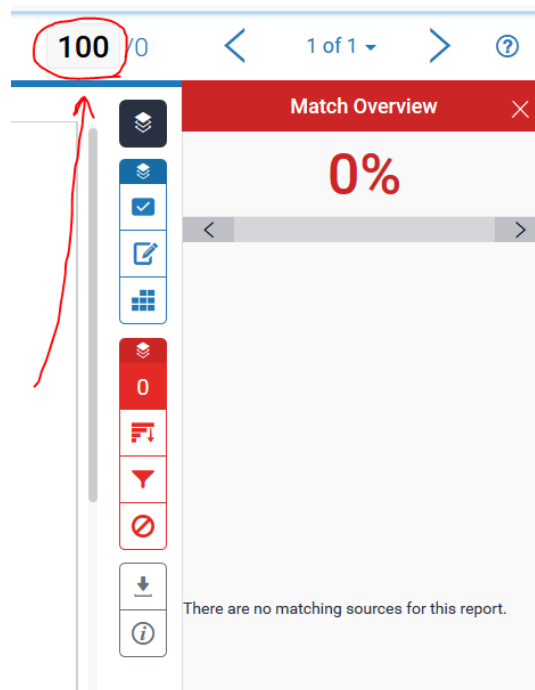 100 /0
1 of 1
Match Overview
0%
0
There are no matching sources for this report.